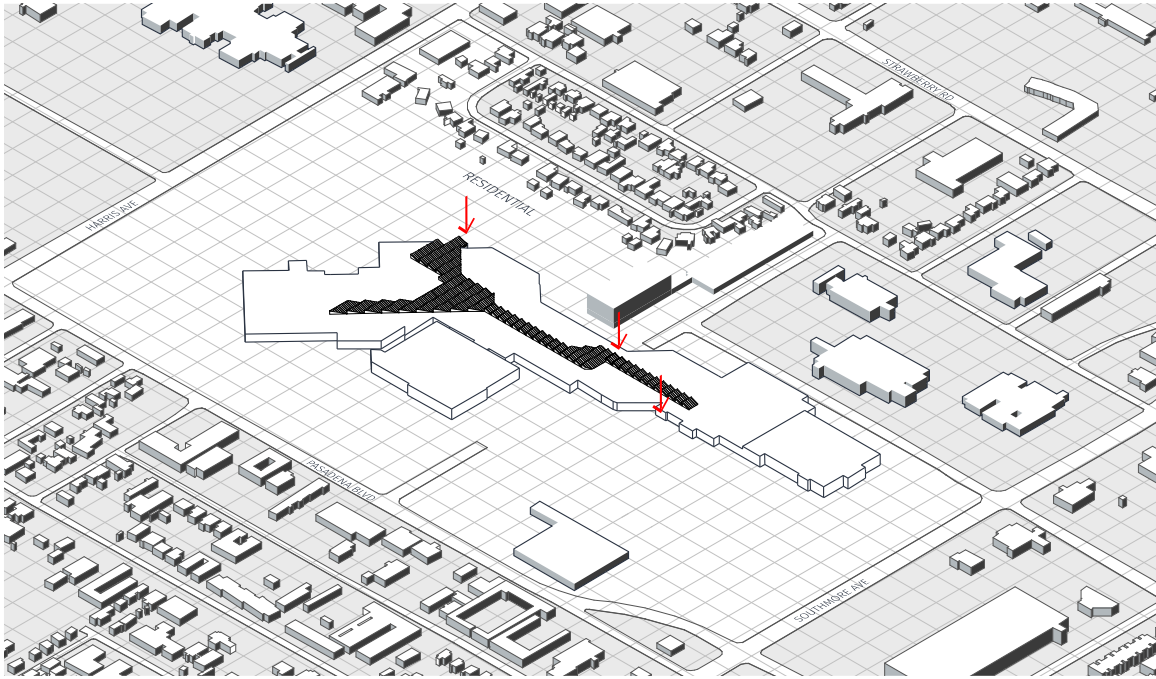 STRAWBERRY RD
RESIDENTIAL
HARRIS AVE
PASADENA BLVD
SOUTHMORE AVE